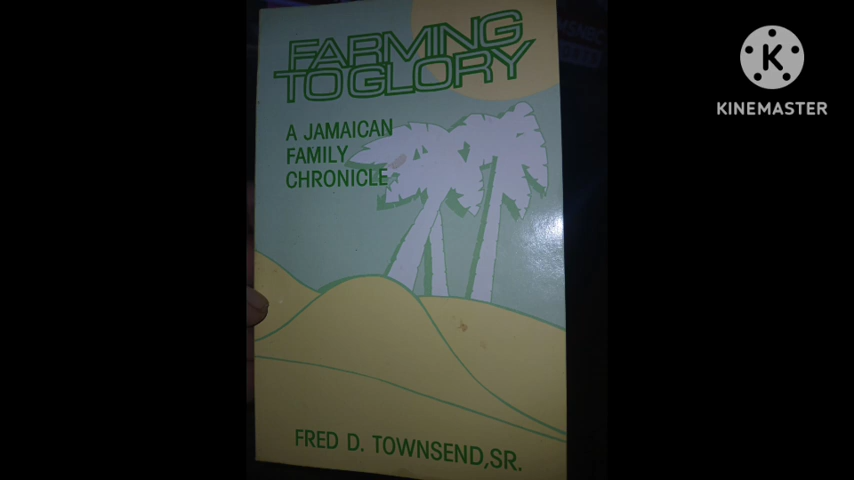 FARMING
TO GLORY
A JAMAICAN
FAMILY
CHRONICLE
FRED D. TOWNSEND, SR.
K
KINEMASTER